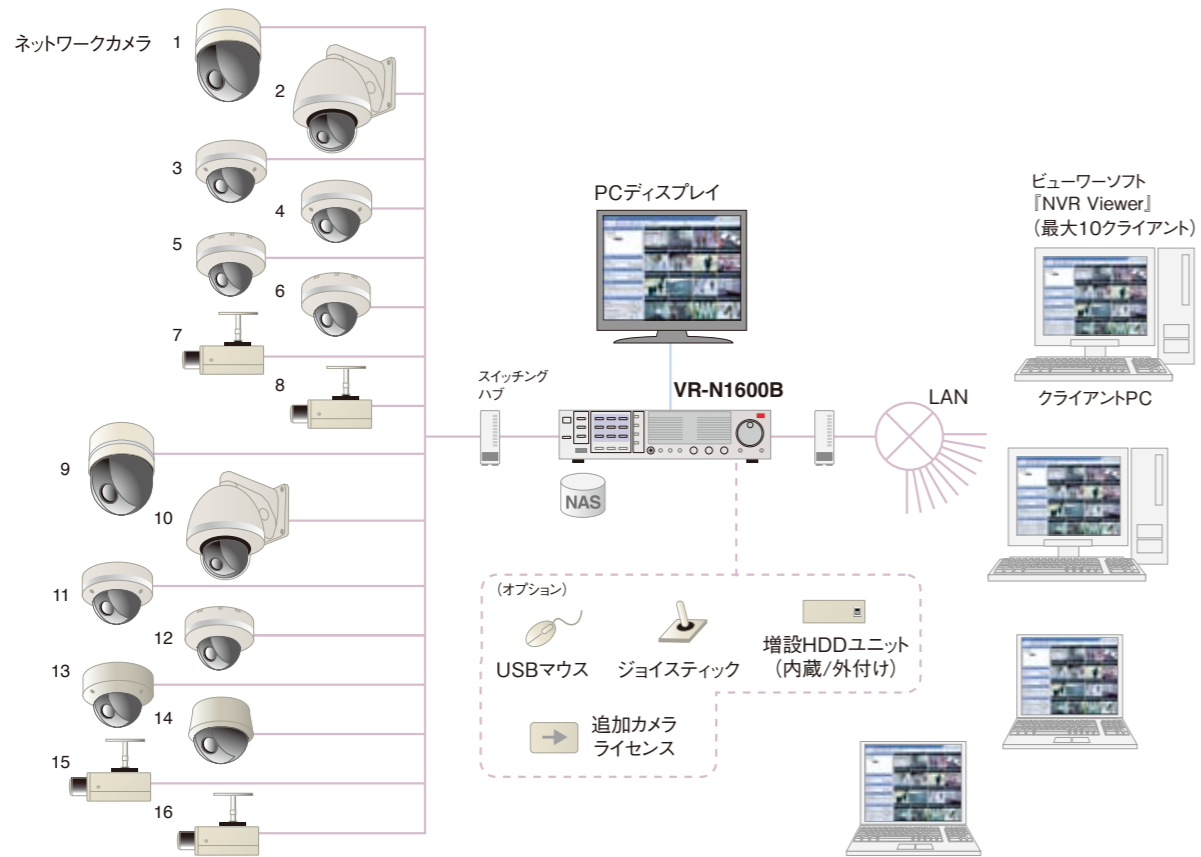 ネットワークカメラ
1
2
3
4
5
6
7
8
9
10
11
12
13
14
15
16
スイッチング
ハブ
PCディスプレイ
VR-N1600B
NAS
LAN
ビューワーソフト
『NVR Viewer』
(最大10クライアント)
クライアントPC
(オプション)
USBマウス
ジョイスティック
増設HDDユニット
(内蔵/外付け)
追加カメラ
ライセンス